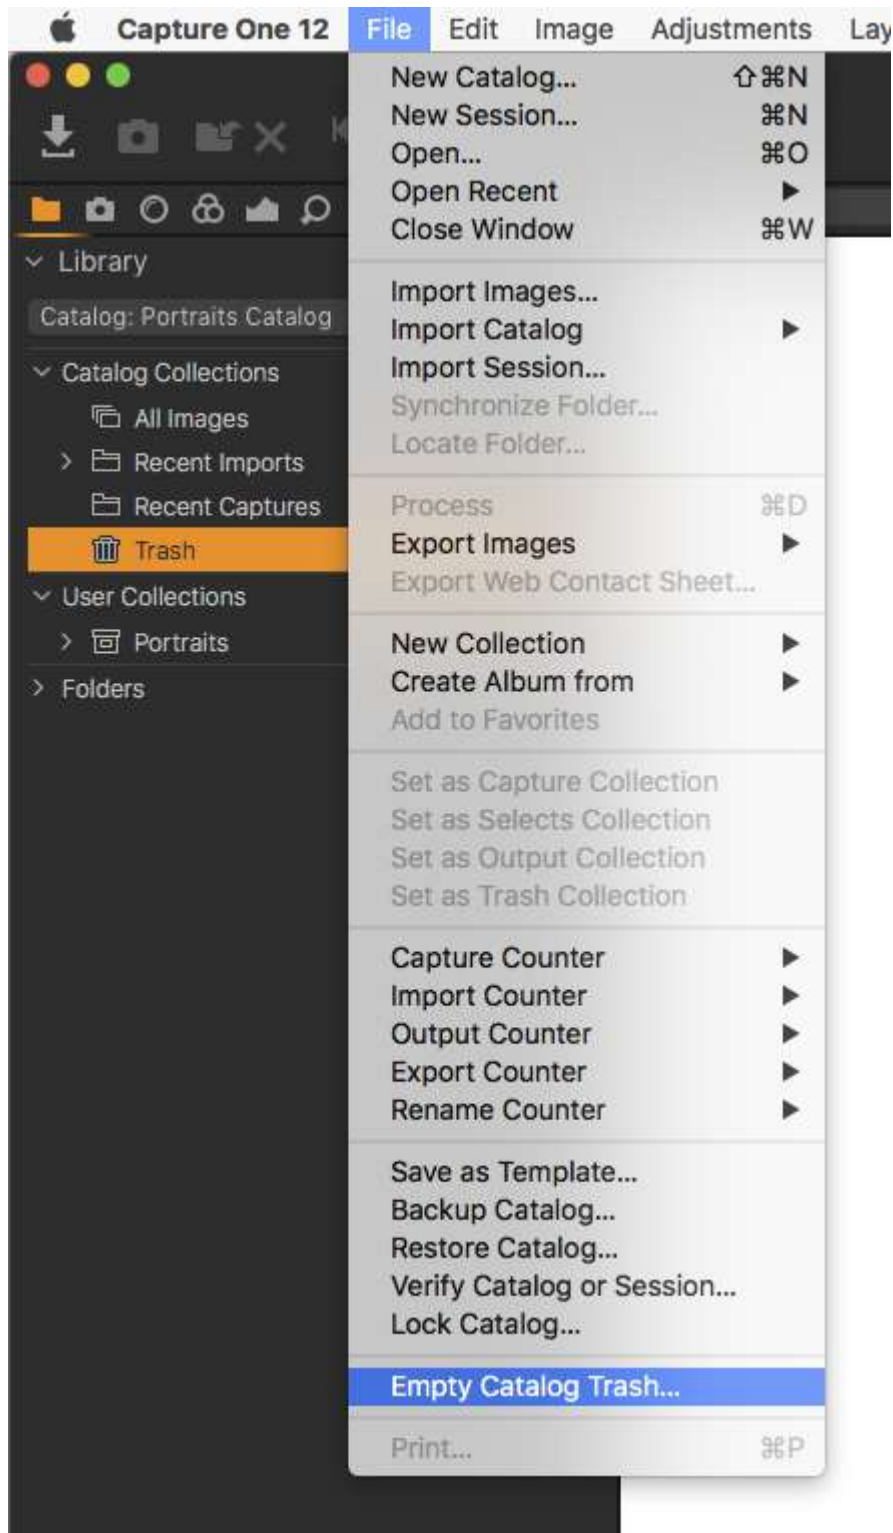 Capture One 12 File Edit Image Adjustments Lay
New Catalog... ⇧⌘N
New Session... ⌘N
Open... ⌘O
Open Recent ▶
Close Window ⌘W
Import Images...
Import Catalog ▶
Import Session...
Synchronize Folder...
Locate Folder...
Process ⌘D
Export Images ▶
Export Web Contact Sheet...
New Collection ▶
Create Album from ▶
Add to Favorites
Set as Capture Collection
Set as Selects Collection
Set as Output Collection
Set as Trash Collection
Capture Counter ▶
Import Counter ▶
Output Counter ▶
Export Counter ▶
Rename Counter ▶
Save as Template...
Backup Catalog...
Restore Catalog...
Verify Catalog or Session...
Lock Catalog...
Empty Catalog Trash...
Print... ⌘P
Library
Catalog: Portraits Catalog
Catalog Collections
All Images
Recent Imports
Recent Captures
Trash
User Collections
Portraits
Folders